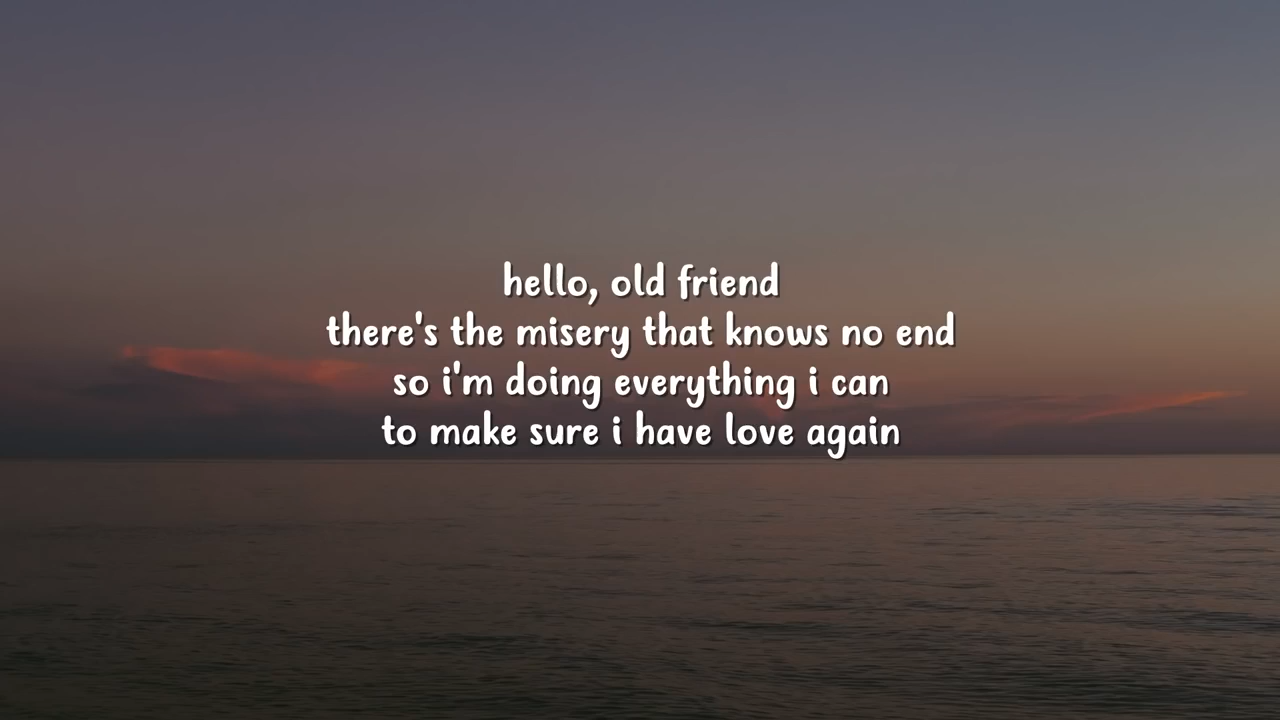 hello, old friend
there's the misery that knows no end
so i'm doing everything i can
to make sure i have love again